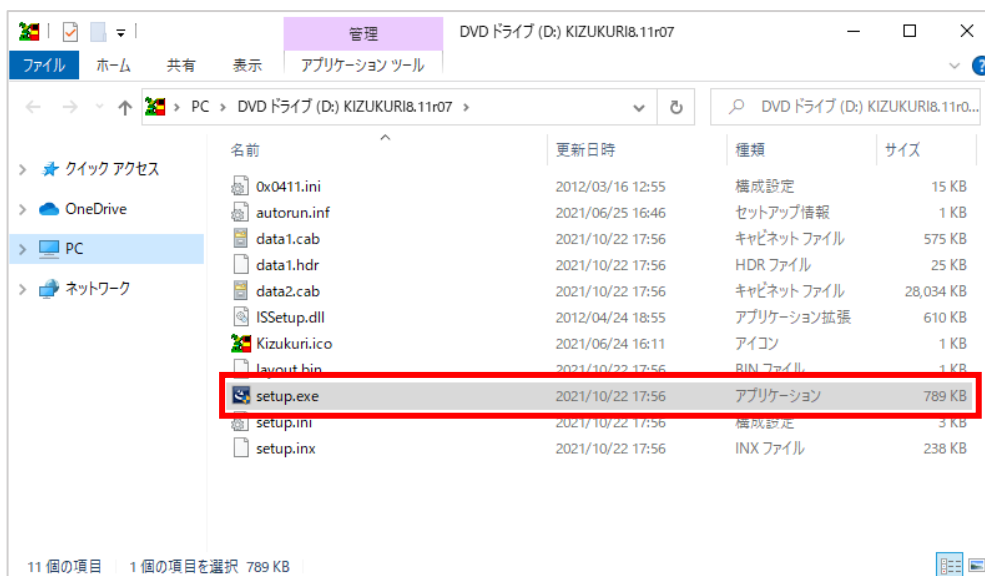 管理 DVD ドライブ (D:) KIZUKURI8.11r07
ファイル ホーム 共有 表示 アプリケーション ツール
PC › DVD ドライブ (D:) KIZUKURI8.11r07 › DVD ドライブ (D:) KIZUKURI8.11r0...
名前 更新日時 種類 サイズ
クイック アクセス
OneDrive
PC
ネットワーク
0x0411.ini 2012/03/16 12:55 構成設定 15 KB
autorun.inf 2021/06/25 16:46 セットアップ情報 1 KB
data1.cab 2021/10/22 17:56 キャビネット ファイル 575 KB
data1.hdr 2021/10/22 17:56 HDR ファイル 25 KB
data2.cab 2021/10/22 17:56 キャビネット ファイル 28,034 KB
ISSetup.dll 2012/04/24 18:55 アプリケーション拡張 610 KB
Kizukuri.ico 2021/06/24 16:11 アイコン 1 KB
layout.bin 2021/10/22 17:56 BIN ファイル 1 KB
setup.exe 2021/10/22 17:56 アプリケーション 789 KB
setup.ini 2021/10/22 17:56 構成設定 3 KB
setup.inx 2021/10/22 17:56 INX ファイル 238 KB
11 個の項目 1 個の項目を選択 789 KB